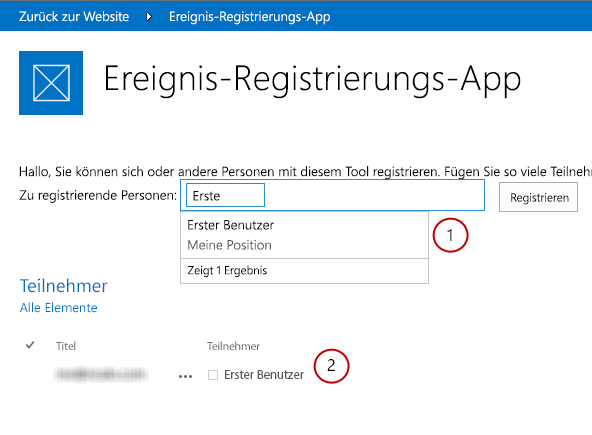 Zurück zur Website Ereignis-Registrierungs-App
Ereignis-Registrierungs-App
Hallo, Sie können sich oder andere Personen mit diesem Tool registrieren. Fügen Sie so viele Teilneh
Zu registrierende Personen: Erste Registrieren
Erster Benutzer
Meine Position
1
Zeigt 1 Ergebnis
Teilnehmer
Alle Elemente
Titel Teilnehmer
... Erster Benutzer 2